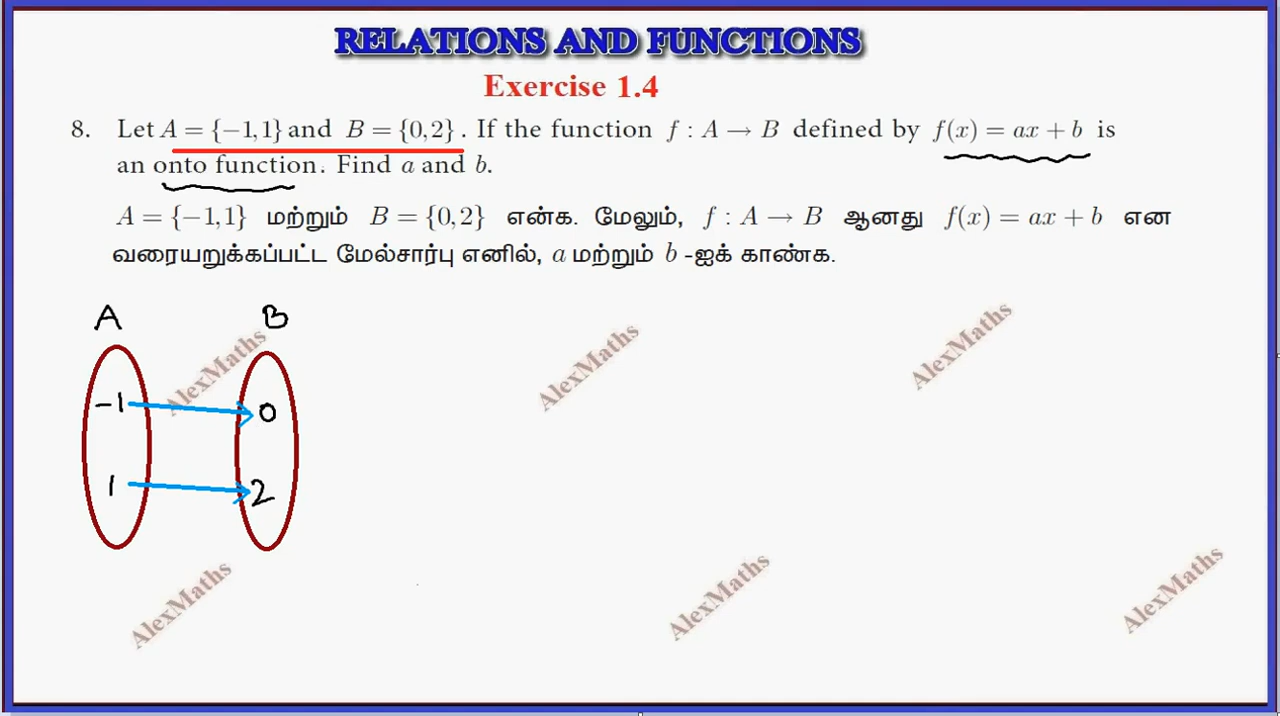 RELATIONS AND FUNCTIONS
Exercise 1.4
8. Let A = {−1,1} and B = {0,2}. If the function f : A → B defined by f(x) = ax + b is
an onto function. Find a and b.
A = {−1,1} மற்றும் B = {0,2} என்க. மேலும், f : A → B ஆனது f(x) = ax + b என
வரையறுக்கப்பட்ட மேல்சார்பு எனில், a மற்றும் b -ஐக் காண்க.
A B
−1 0
1 2
AlexMaths
AlexMaths
AlexMaths
AlexMaths
AlexMaths
AlexMaths